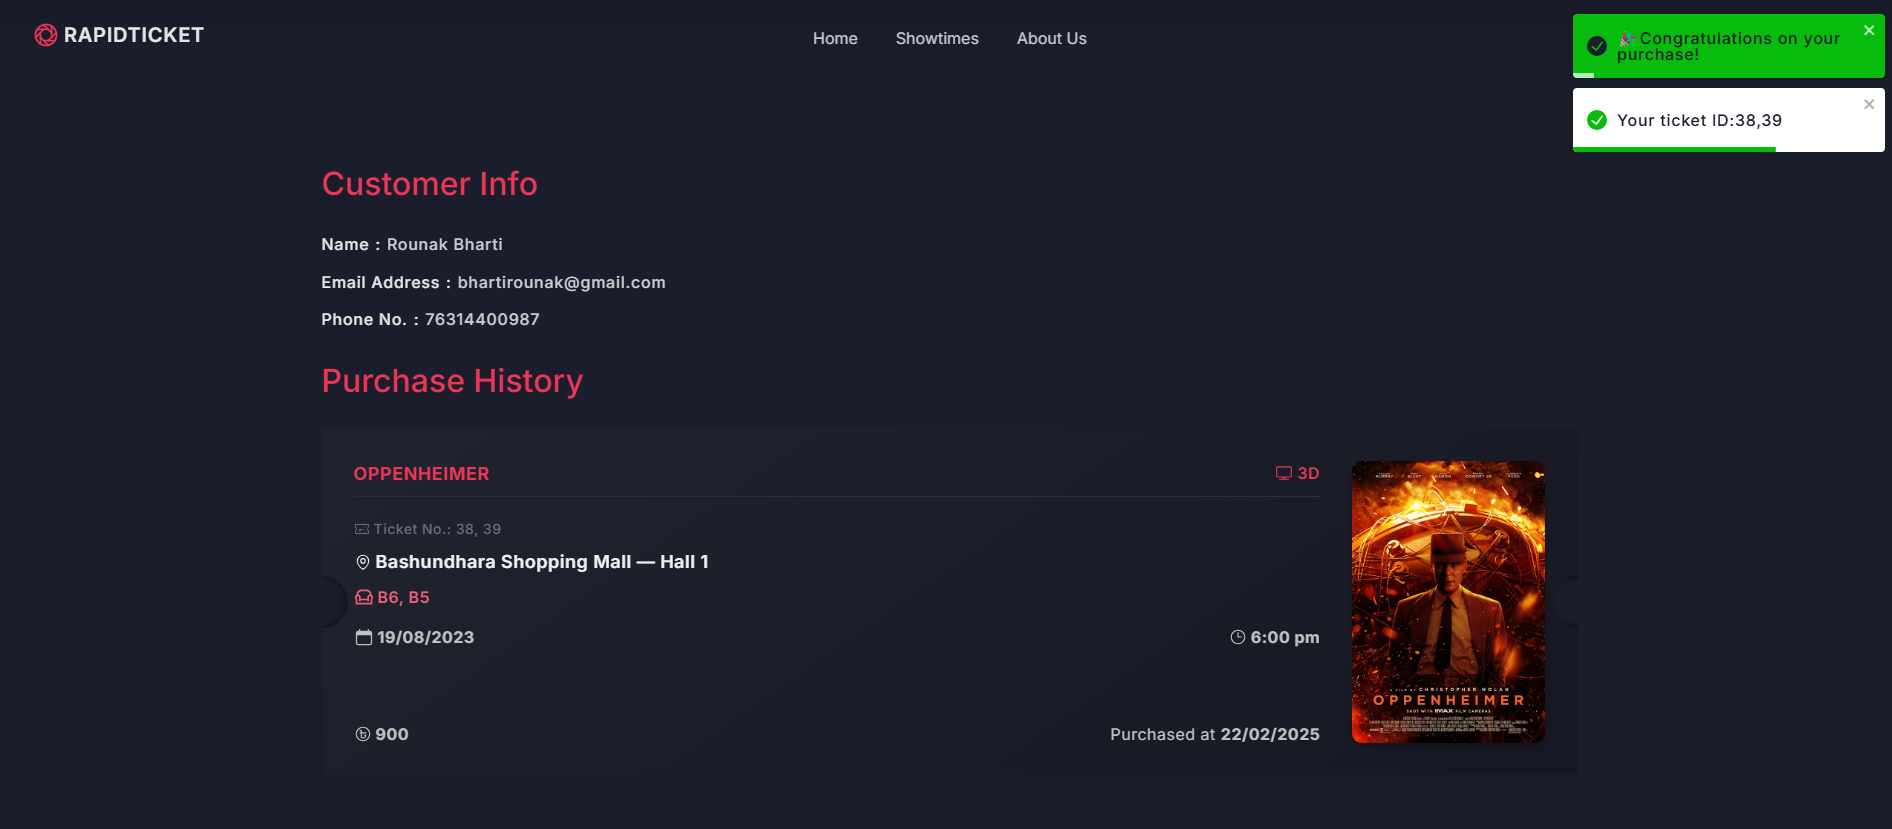 RAPIDTICKET
Home Showtimes About Us
🎉 Congratulations on your
purchase!
Your ticket ID:38,39
Customer Info
Name : Rounak Bharti
Email Address : bhartirounak@gmail.com
Phone No. : 76314400987
Purchase History
OPPENHEIMER 3D
Ticket No.: 38, 39
Bashundhara Shopping Mall — Hall 1
B6, B5
19/08/2023 6:00 pm
৳ 900 Purchased at 22/02/2025
A FILM BY CHRISTOPHER NOLAN
OPPENHEIMER
SHOT WITH IMAX FILM CAMERAS